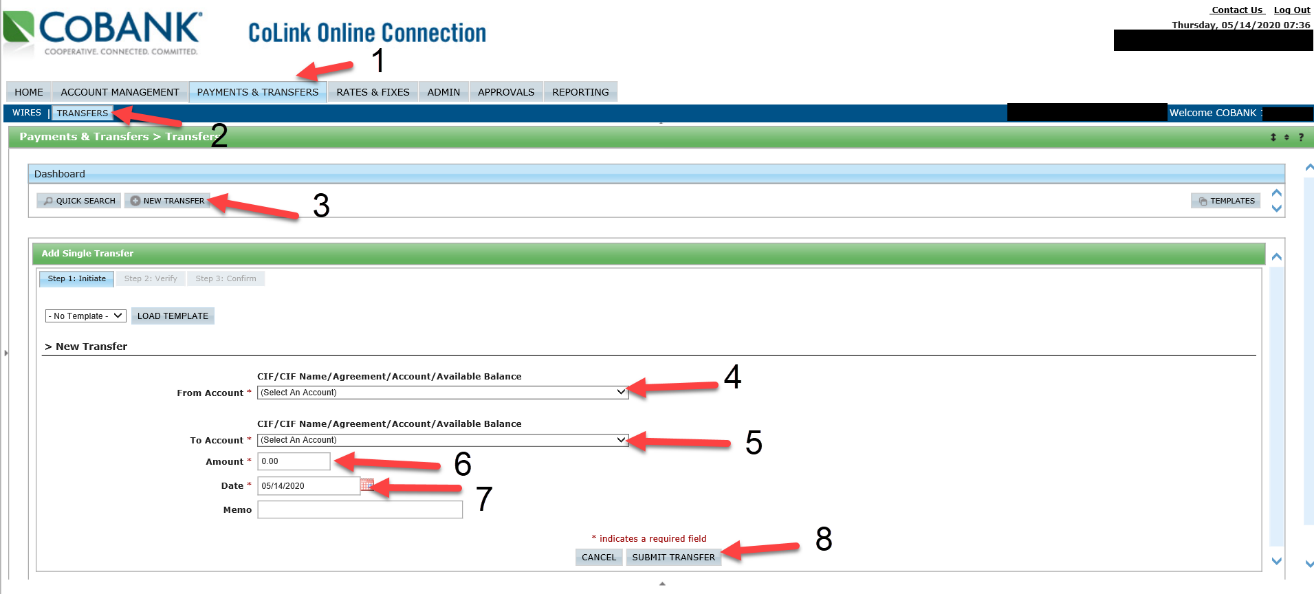 Contact Us Log Out
COBANK CoLink Online Connection
COOPERATIVE. CONNECTED. COMMITTED.
Thursday, 05/14/2020 07:36
1
HOME ACCOUNT MANAGEMENT PAYMENTS & TRANSFERS RATES & FIXES ADMIN APPROVALS REPORTING
WIRES | TRANSFERS Welcome COBANK :
2
Payments & Transfers > Transfers ?
Dashboard
QUICK SEARCH NEW TRANSFER 3 TEMPLATES
Add Single Transfer
Step 1: Initiate Step 2: Verify Step 3: Confirm
- No Template - LOAD TEMPLATE
> New Transfer
CIF/CIF Name/Agreement/Account/Available Balance
From Account * (Select An Account) 4
CIF/CIF Name/Agreement/Account/Available Balance
To Account * (Select An Account) 5
Amount * 0.00 6
Date * 05/14/2020 7
Memo
* indicates a required field
CANCEL SUBMIT TRANSFER 8